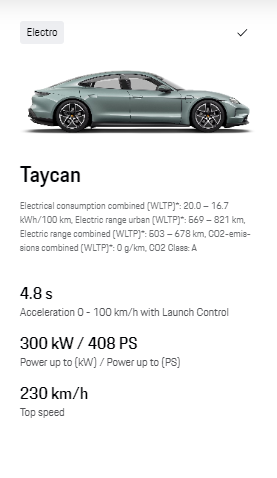 Electro
Taycan
Electrical consumption combined (WLTP)*: 20.0 – 16.7
kWh/100 km, Electric range urban (WLTP)*: 569 – 821 km,
Electric range combined (WLTP)*: 503 – 678 km, CO2-emis-
sions combined (WLTP)*: 0 g/km, CO2 Class: A
4.8 s
Acceleration 0 - 100 km/h with Launch Control
300 kW / 408 PS
Power up to (kW) / Power up to (PS)
230 km/h
Top speed